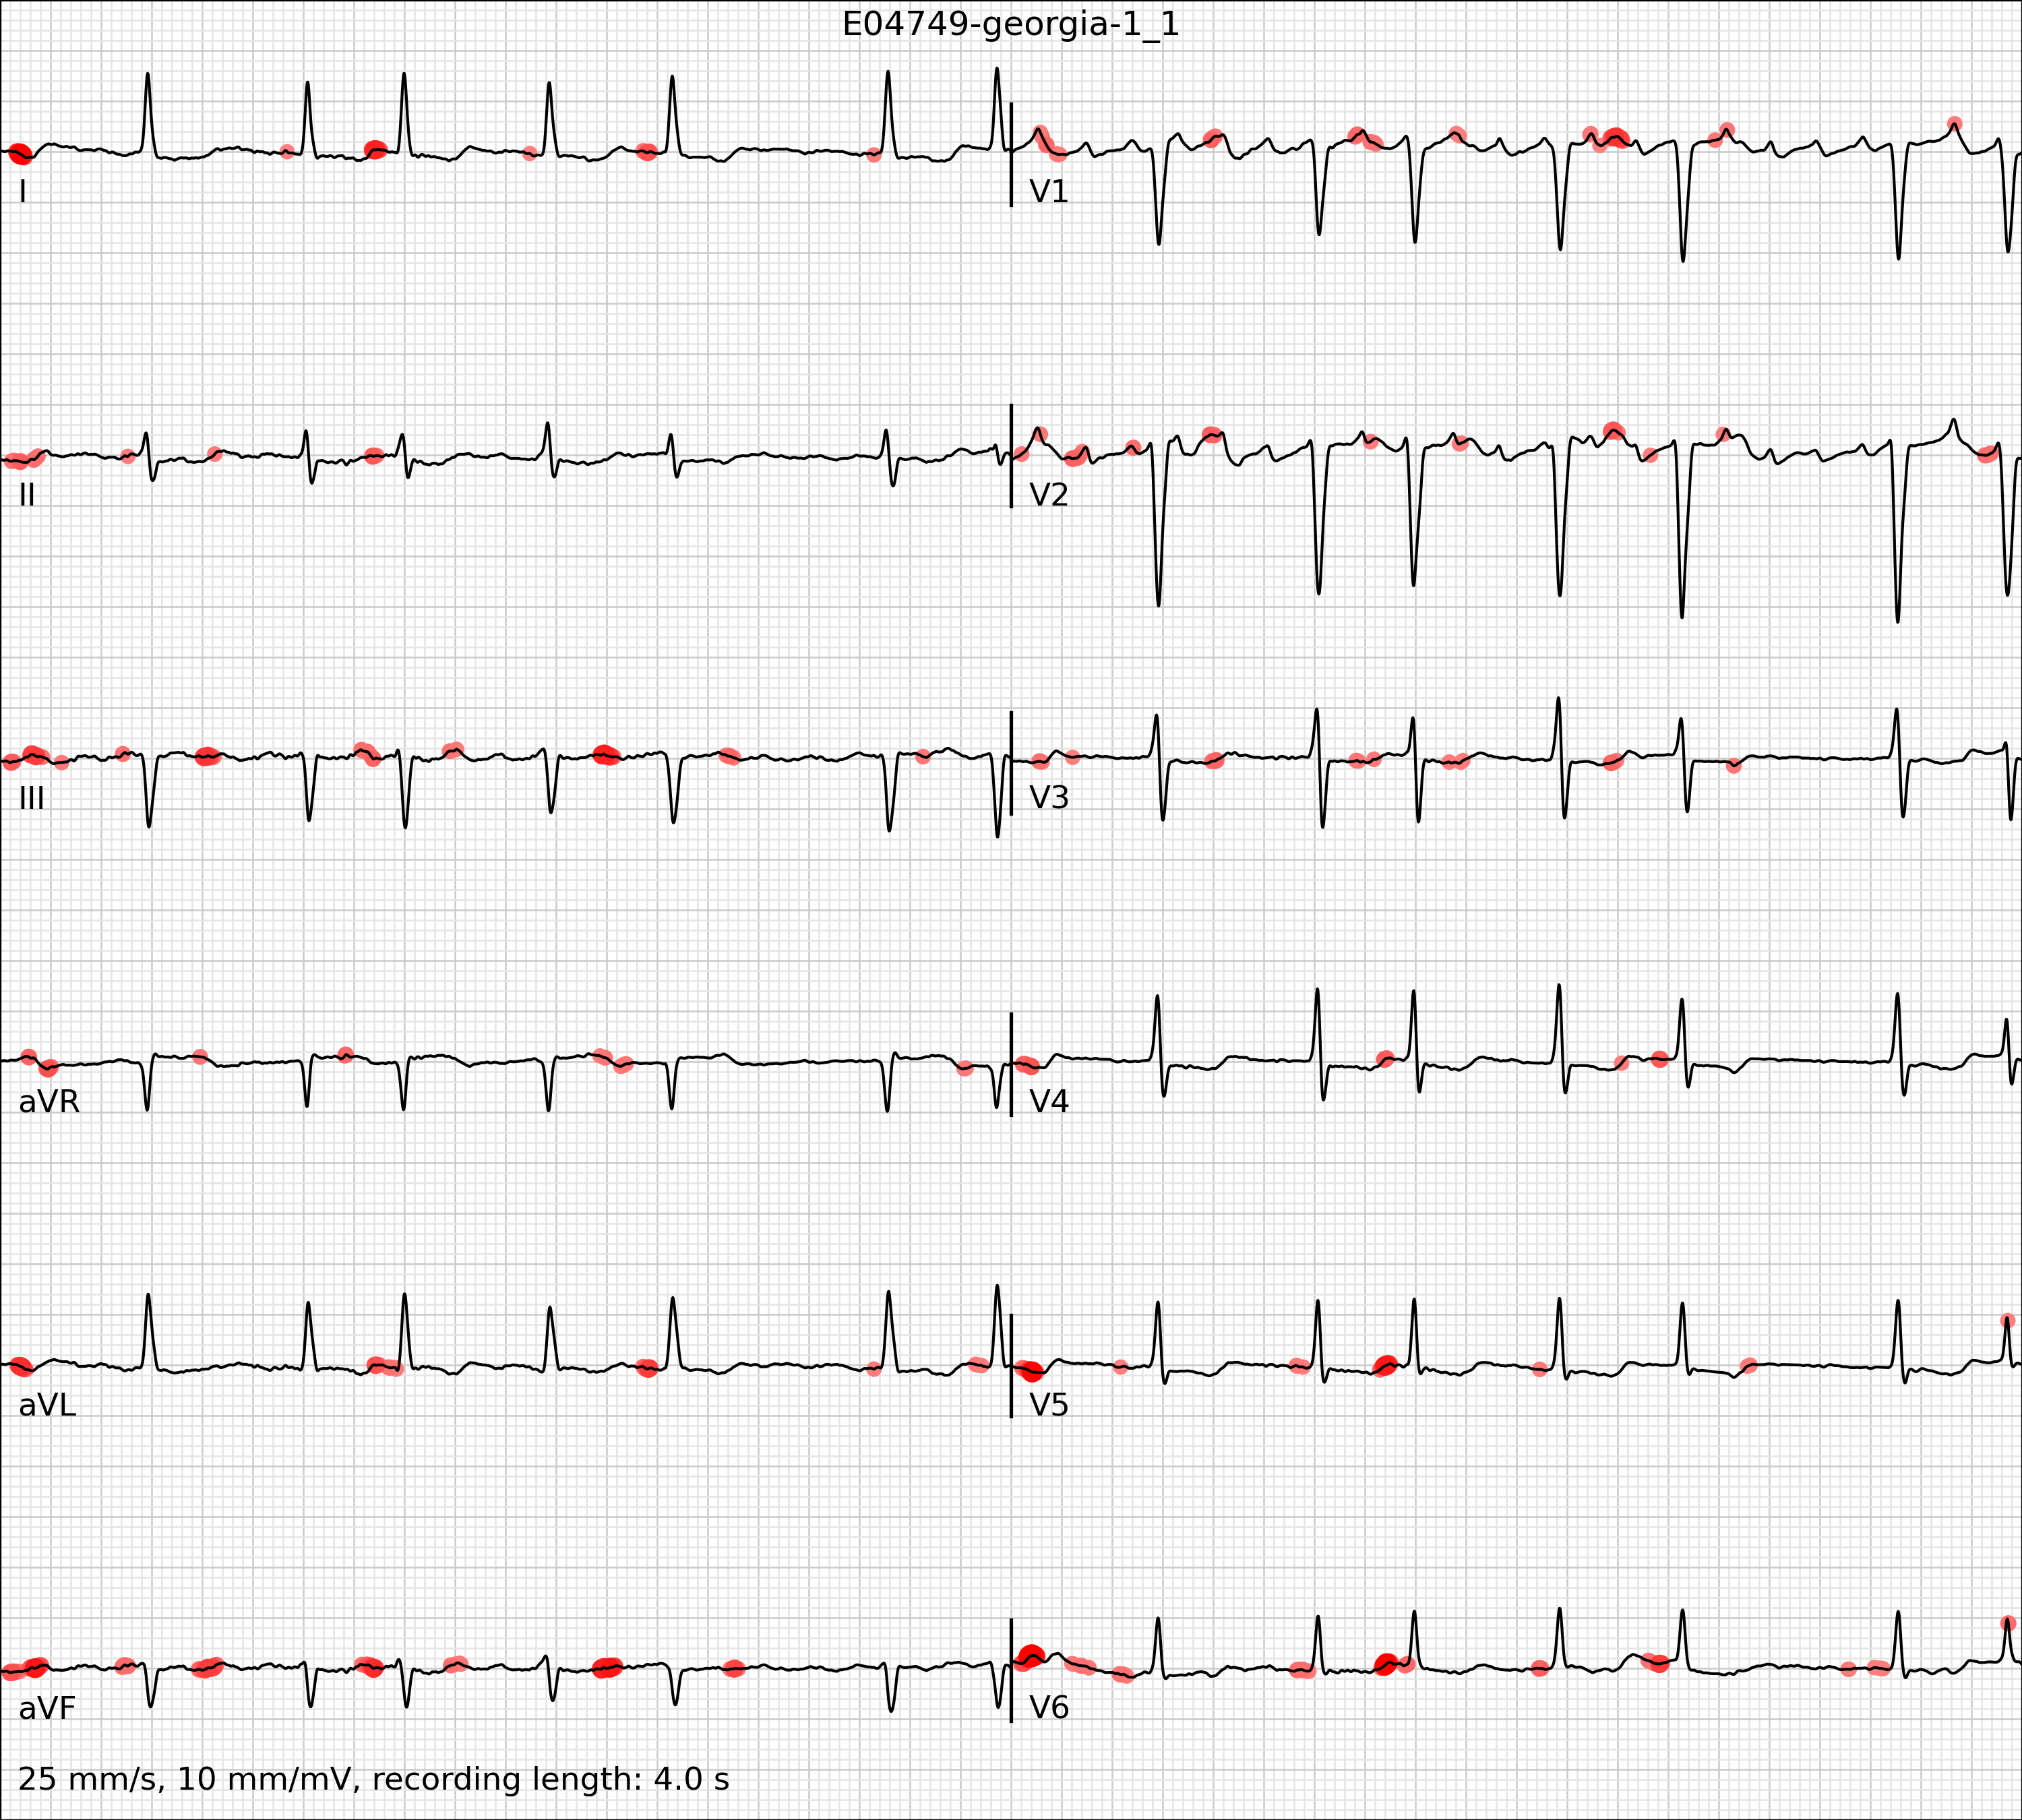 E04749-georgia-1_1
I
V1
II
V2
III
V3
aVR
V4
aVL
V5
aVF
V6
25 mm/s, 10 mm/mV, recording length: 4.0 s